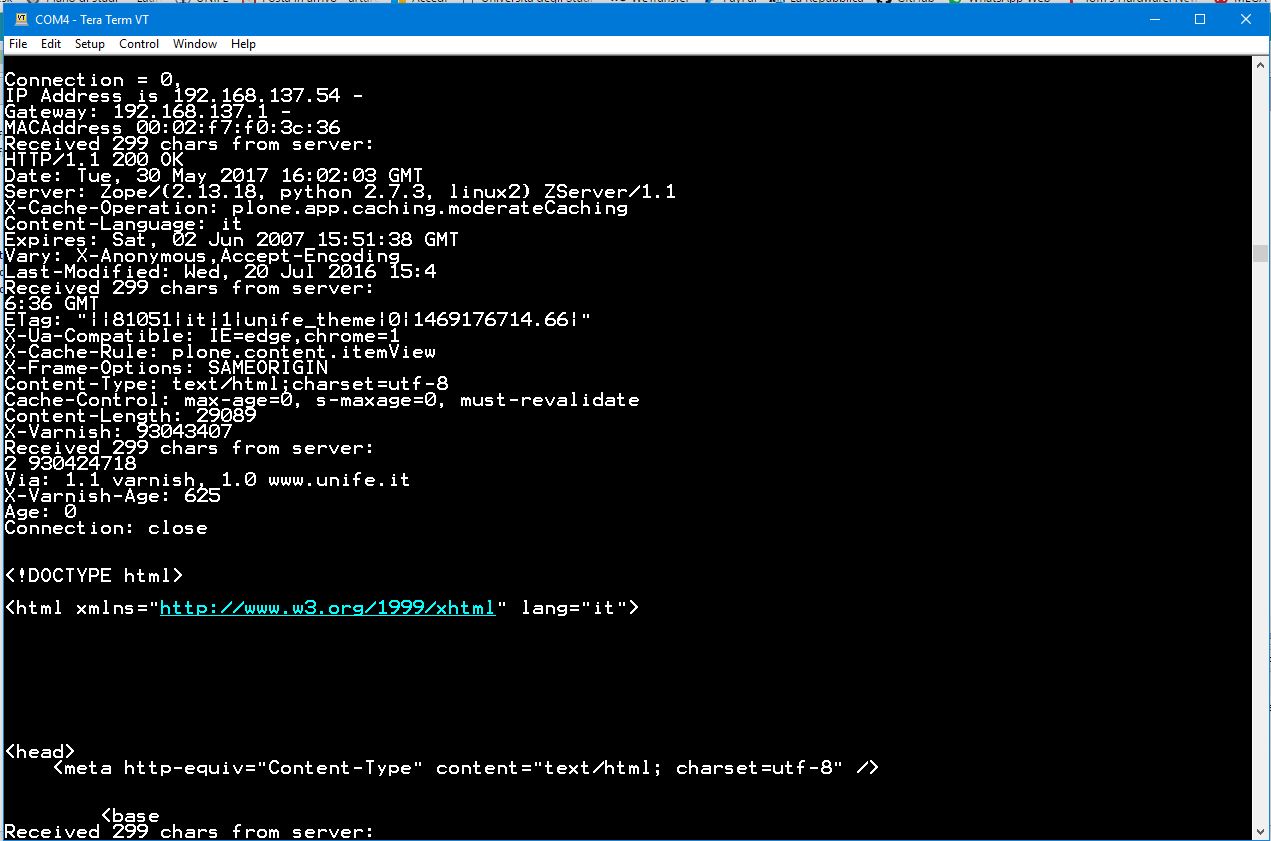 COM4 - Tera Term VT
File Edit Setup Control Window Help
Connection = 0,
IP Address is 192.168.137.54 -
Gateway: 192.168.137.1 -
MACAddress 00:02:f7:f0:3c:36
Received 299 chars from server:
HTTP/1.1 200 OK
Date: Tue, 30 May 2017 16:02:03 GMT
Server: Zope/(2.13.18, python 2.7.3, linux2) ZServer/1.1
X-Cache-Operation: plone.app.caching.moderateCaching
Content-Language: it
Expires: Sat, 02 Jun 2007 15:51:38 GMT
Vary: X-Anonymous,Accept-Encoding
Last-Modified: Wed, 20 Jul 2016 15:4
Received 299 chars from server:
6:36 GMT
ETag: "||81051|it|1|unife_theme|0|1469176714.66|"
X-Ua-Compatible: IE=edge,chrome=1
X-Cache-Rule: plone.content.itemView
X-Frame-Options: SAMEORIGIN
Content-Type: text/html;charset=utf-8
Cache-Control: max-age=0, s-maxage=0, must-revalidate
Content-Length: 29089
X-Varnish: 93043407
Received 299 chars from server:
2 930424718
Via: 1.1 varnish, 1.0 www.unife.it
X-Varnish-Age: 625
Age: 0
Connection: close
<!DOCTYPE html>
<html xmlns="http://www.w3.org/1999/xhtml" lang="it">
<head>
<meta http-equiv="Content-Type" content="text/html; charset=utf-8" />
<base
Received 299 chars from server: